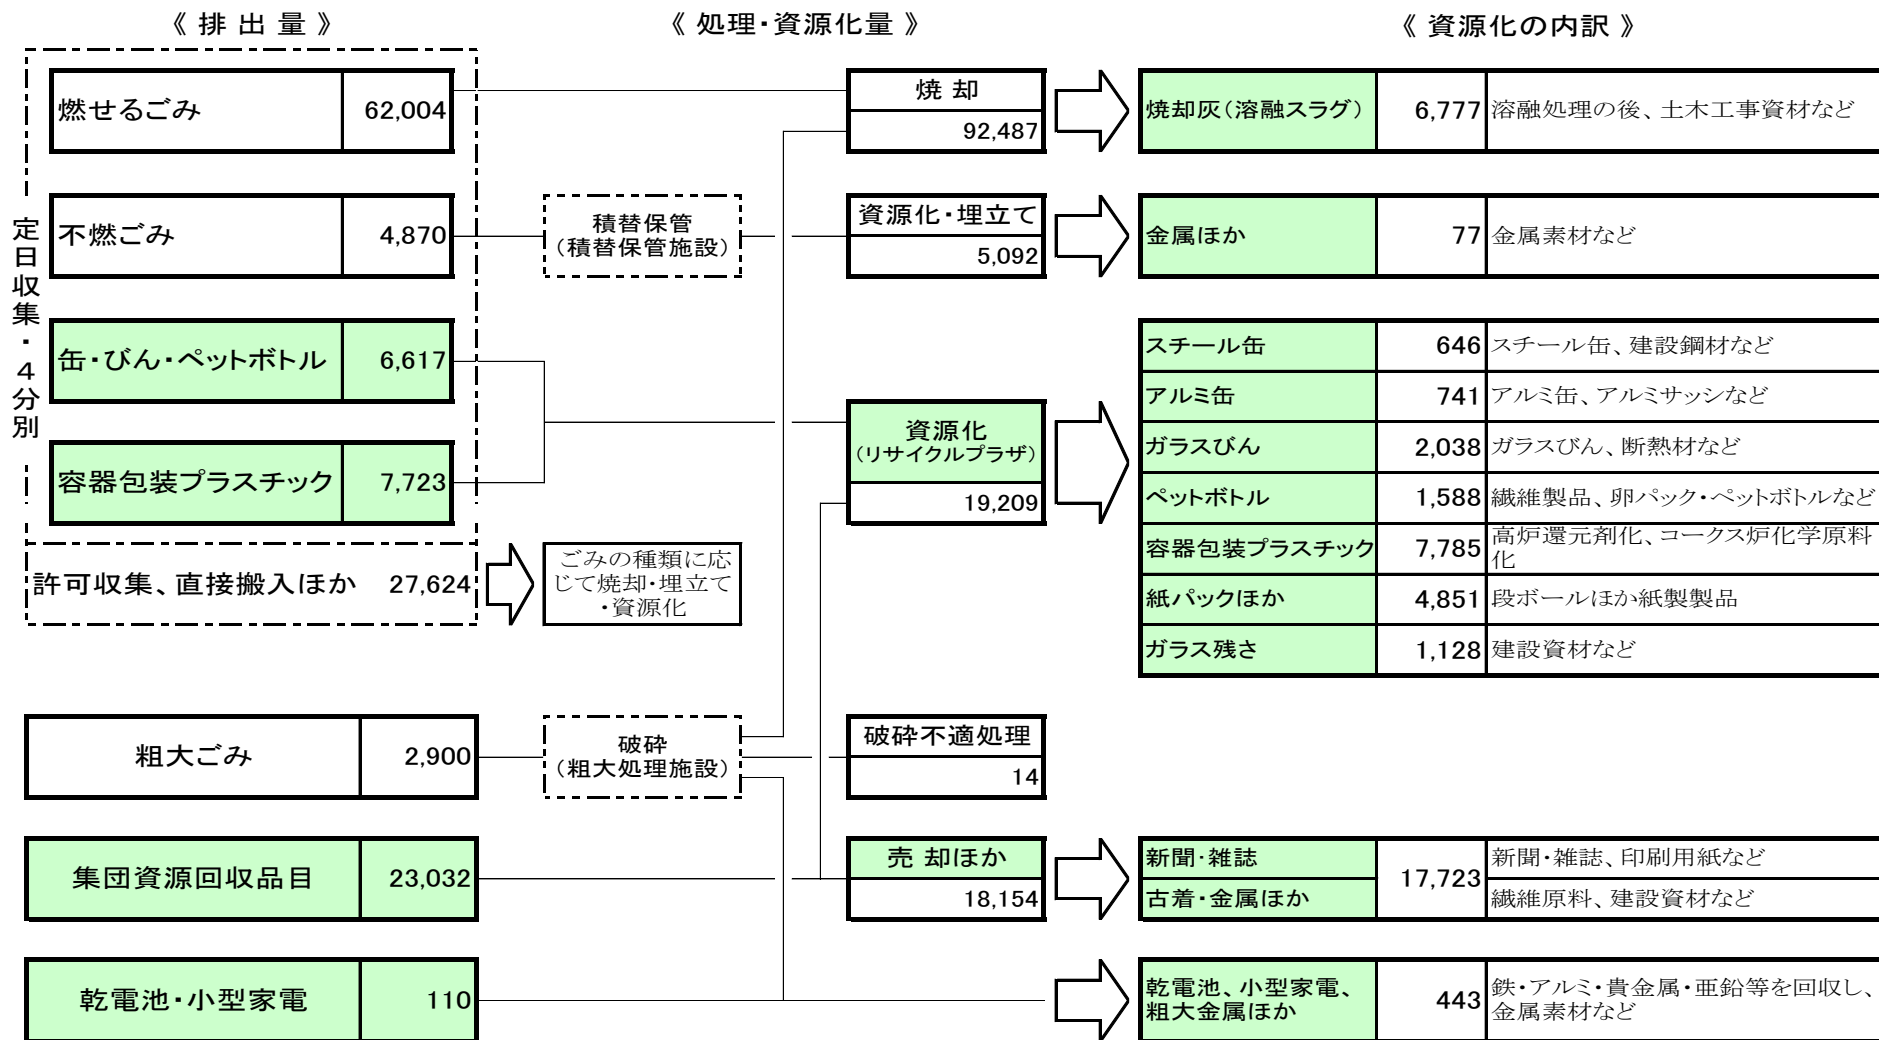 《 排 出 量 》
《 処理・資源化量 》
《 資源化の内訳 》
定日収集・4分別
燃せるごみ 62,004
焼 却
92,487
焼却灰(溶融スラグ) 6,777 溶融処理の後、土木工事資材など
不燃ごみ 4,870
積替保管
(積替保管施設)
資源化・埋立て
5,092
金属ほか 77 金属素材など
缶・びん・ペットボトル 6,617
容器包装プラスチック 7,723
資源化
(リサイクルプラザ)
19,209
スチール缶 646 スチール缶、建設鋼材など
アルミ缶 741 アルミ缶、アルミサッシなど
ガラスびん 2,038 ガラスびん、断熱材など
ペットボトル 1,588 繊維製品、卵パック・ペットボトルなど
容器包装プラスチック 7,785 高炉還元剤化、コークス炉化学原料
化
紙パックほか 4,851 段ボールほか紙製製品
ガラス残さ 1,128 建設資材など
許可収集、直接搬入ほか 27,624
ごみの種類に応
じて焼却・埋立て
・資源化
粗大ごみ 2,900
破砕
(粗大処理施設)
破砕不適処理
14
集団資源回収品目 23,032
売 却ほか
18,154
新聞・雑誌 17,723 新聞・雑誌、印刷用紙など
古着・金属ほか 繊維原料、建設資材など
乾電池・小型家電 110
乾電池、小型家電、
粗大金属ほか
443
鉄・アルミ・貴金属・亜鉛等を回収し、
金属素材など